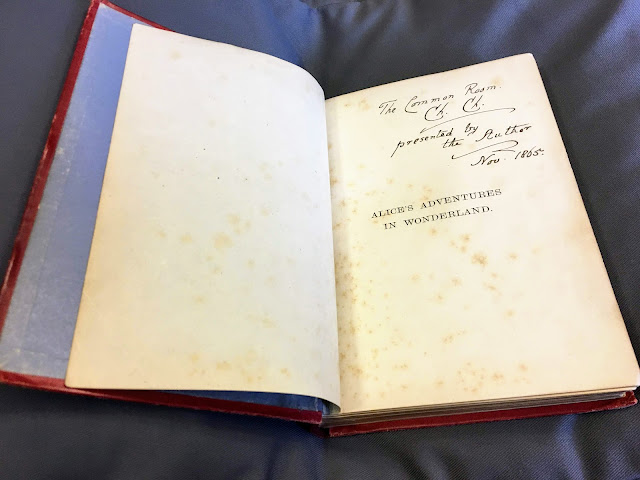 The Common Room.
Ch. Ch.
presented by
the Author
Nov. 1865.
ALICE'S ADVENTURES
IN WONDERLAND.